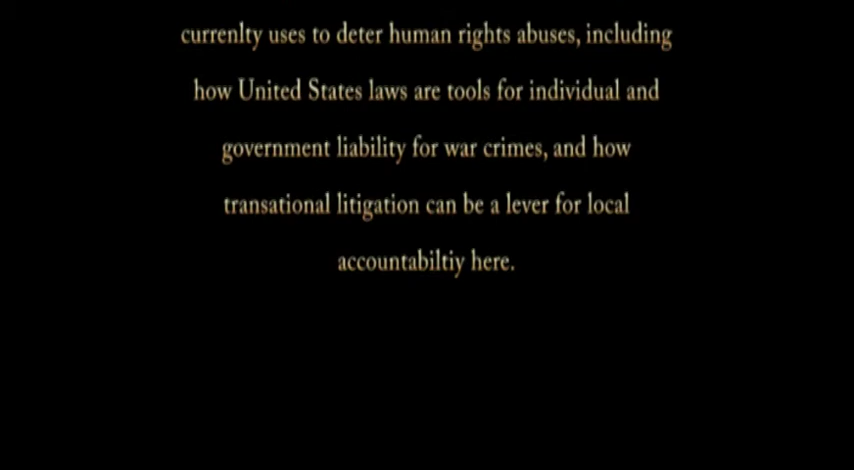 currenlty uses to deter human rights abuses, including
how United States laws are tools for individual and
government liability for war crimes, and how
transational litigation can be a lever for local
accountabiltiy here.